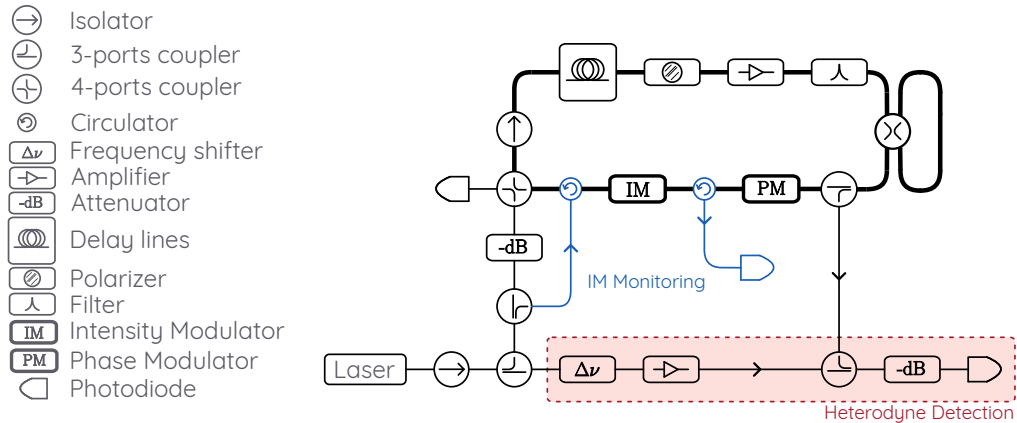 Isolator
3-ports coupler
4-ports coupler
Circulator
Δν Frequency shifter
Amplifier
-dB Attenuator
Delay lines
Polarizer
Filter
IM Intensity Modulator
PM Phase Modulator
Photodiode
IM
PM
-dB
IM Monitoring
Laser
Δν
-dB
Heterodyne Detection